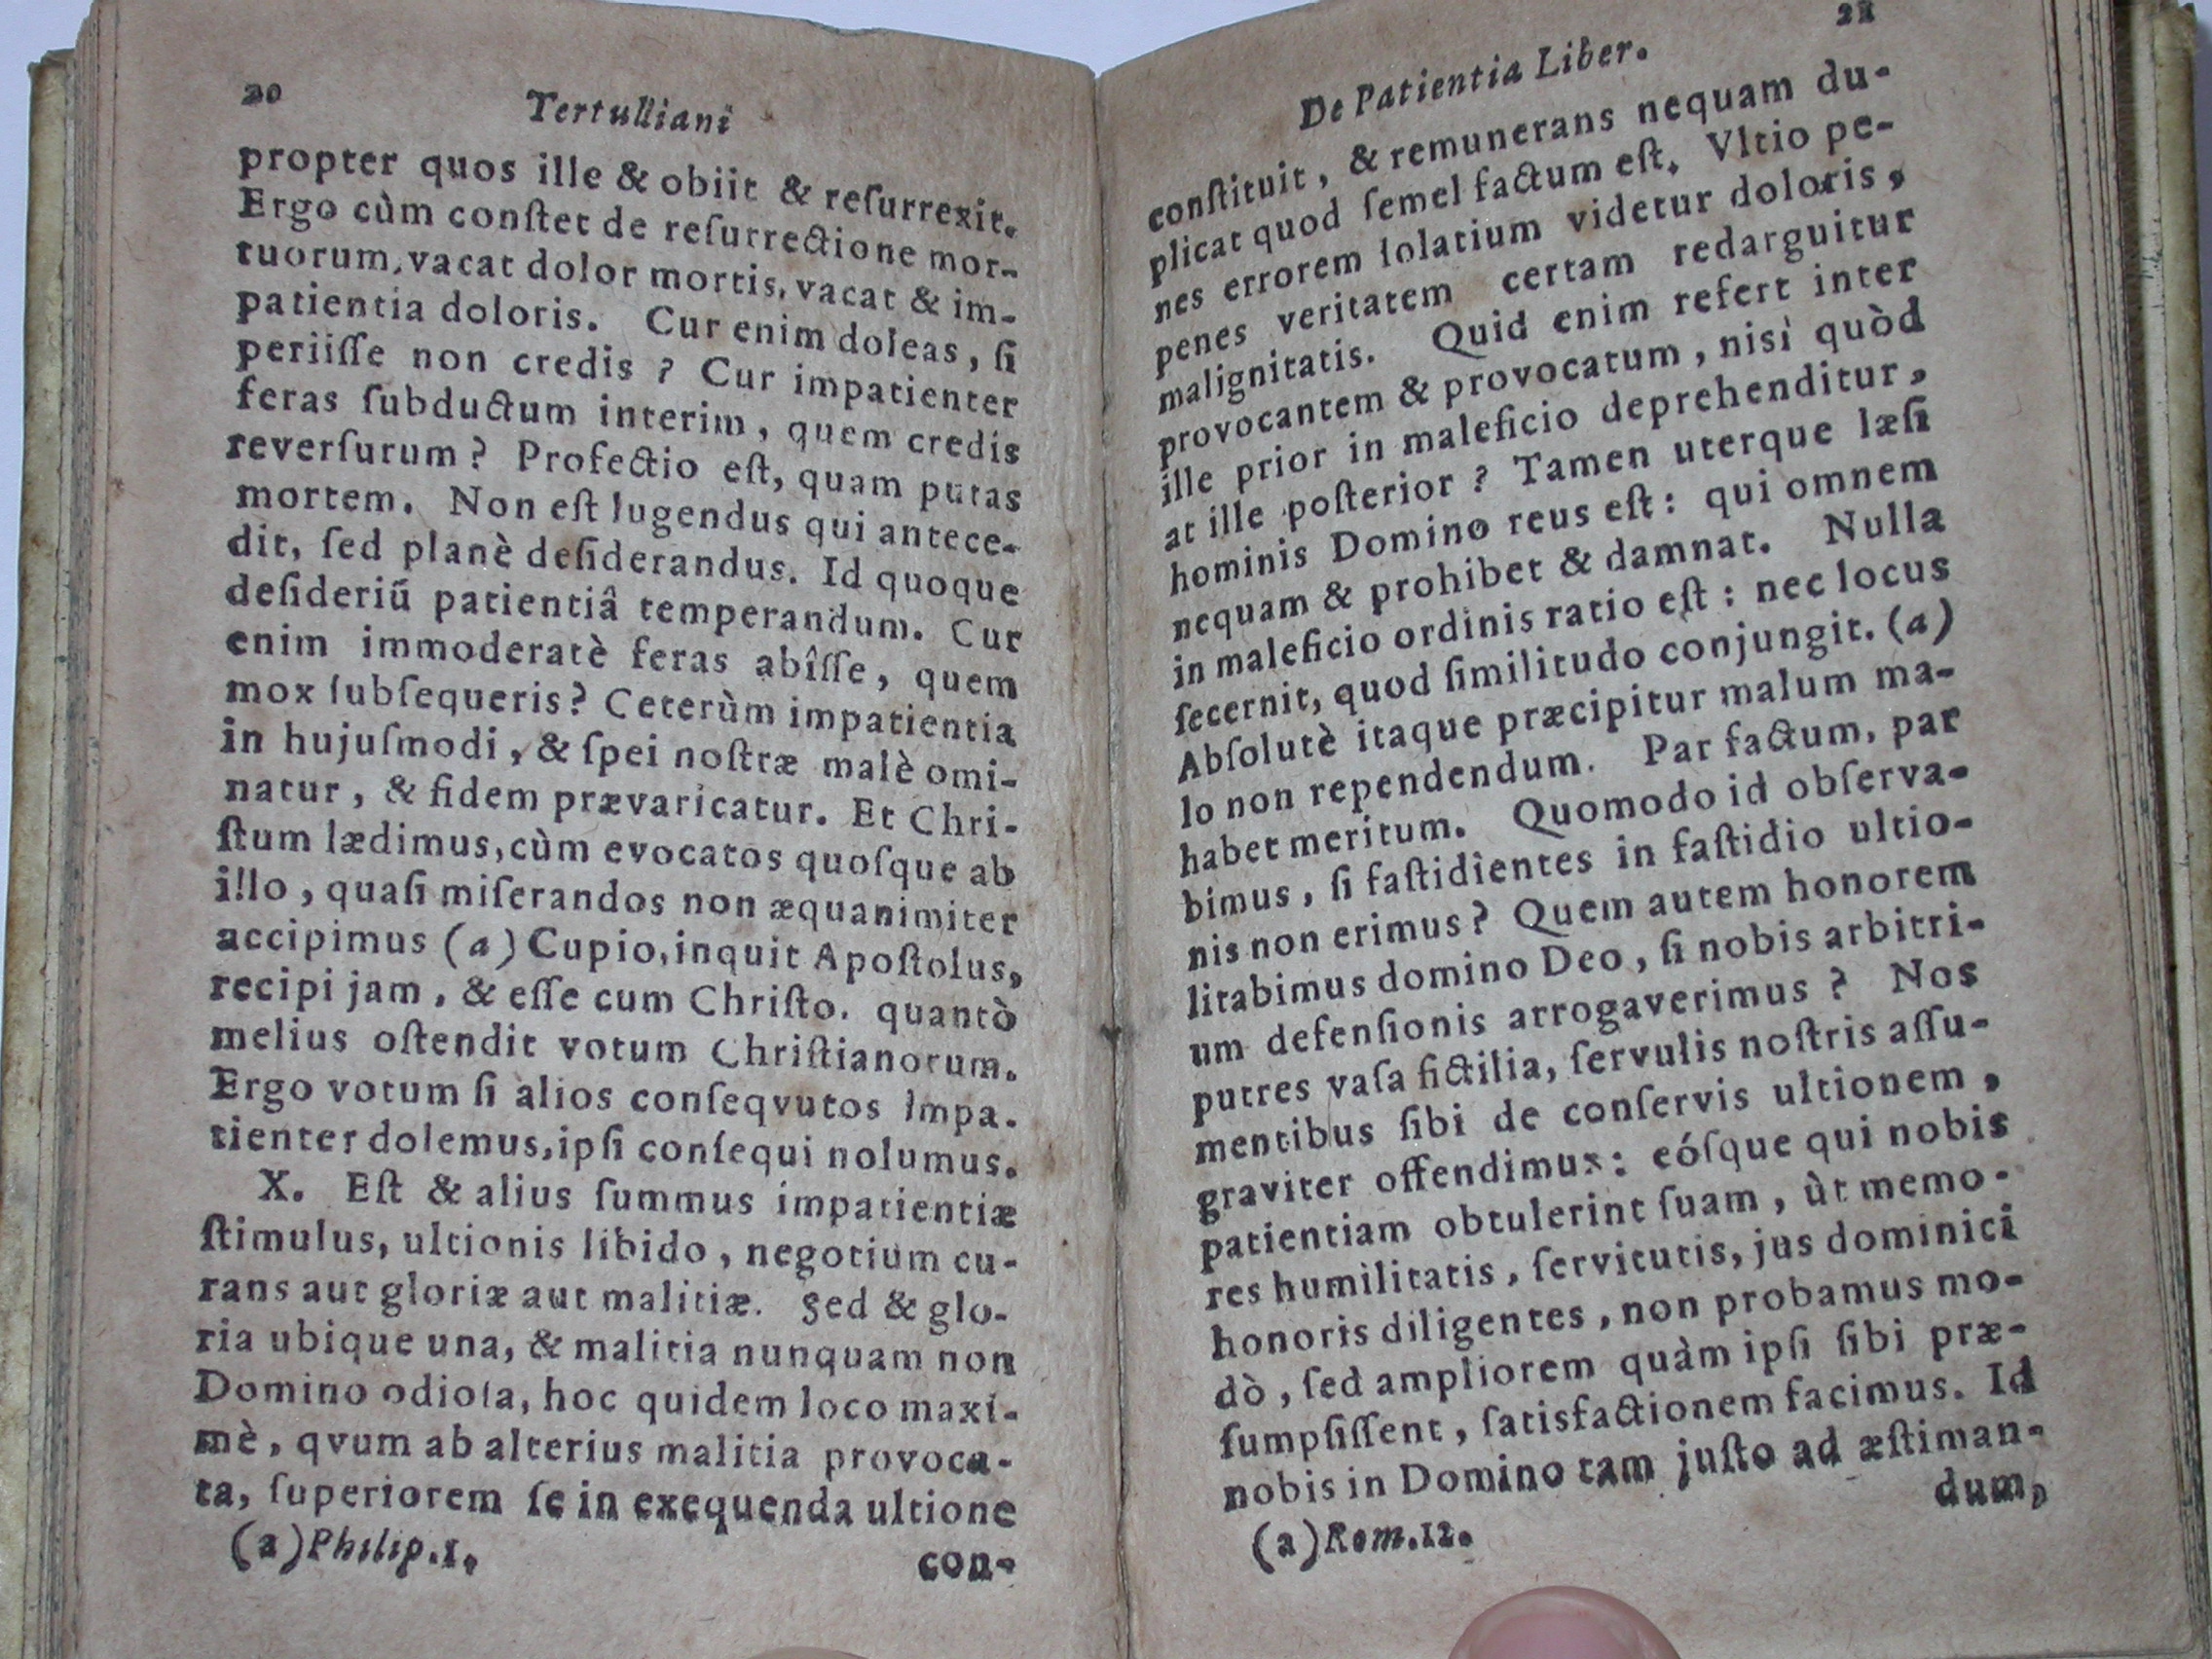 20
Tertulliani
propter quos ille & obiit & reſurrexit.
Ergo cùm conſtet de reſurrectione mor-
tuorum, vacat dolor mortis, vacat & im-
patientia doloris. Cur enim doleas, ſi
periiſſe non credis ? Cur impatienter
feras ſubductum interim, quem credis
reverſurum ? Profectio eſt, quam putas
mortem. Non eſt lugendus qui antece-
dit, ſed planè deſiderandus. Id quoque
deſideriũ patientiâ temperandum. Cur
enim immoderatè feras abîſſe, quem
mox ſubſequeris? Ceterùm impatientia
in hujuſmodi, & ſpei noſtræ malè omi-
natur, & fidem prævaricatur. Et Chri-
ſtum lædimus, cùm evocatos quoſque ab
illo, quaſi miſerandos non æquanimiter
accipimus (a) Cupio, inquit Apoſtolus,
recipi jam, & eſſe cum Chriſto. quantò
melius oſtendit votum Chriſtianorum.
Ergo votum ſi alios conſeqvutos impa-
tienter dolemus, ipſi conſequi nolumus.
X. Eſt & alius ſummus impatientiæ
ſtimulus, ultionis libido, negotium cu-
rans aut gloriæ aut malitiæ. Sed & glo-
ria ubique una, & malitia nunquam non
Domino odioſa, hoc quidem loco maxi-
mè, qvum ab alterius malitia provoca-
ta, ſuperiorem ſe in exequenda ultione
(a) Philip.1.
con-
21
De Patientia Liber.
conſtituit, & remunerans nequam du-
plicat quod ſemel factum eſt. Vltio pe-
nes errorem ſolatium videtur doloris,
penes veritatem certam redarguitur
malignitatis. Quid enim refert inter
provocantem & provocatum, nisi quòd
ille prior in maleficio deprehenditur,
at ille poſterior ? Tamen uterque læſi
hominis Domino reus eſt: qui omnem
nequam & prohibet & damnat. Nulla
in maleficio ordinis ratio eſt : nec locus
ſecernit, quod ſimilitudo conjungit. (a)
Abſolutè itaque præcipitur malum ma-
lo non rependendum. Par factum, par
habet meritum. Quomodo id obſerva-
bimus, ſi faſtidientes in faſtidio ultio-
nis non erimus? Quem autem honorem
litabimus domino Deo, ſi nobis arbitri-
um defenſionis arrogaverimus ? Nos
putres vaſa fictilia, ſervulis noſtris aſſu-
mentibus ſibi de conſervis ultionem,
graviter offendimux: eóſque qui nobis
patientiam obtulerint ſuam, ùt memo-
res humilitatis, ſervitutis, jus dominici
honoris diligentes, non probamus mo-
dò, ſed ampliorem quàm ipſi ſibi præ-
ſumpſiſſent, ſatisfactionem facimus. Id
nobis in Domino tam juſto ad æſtiman-
dum,
(a) Rom.12.